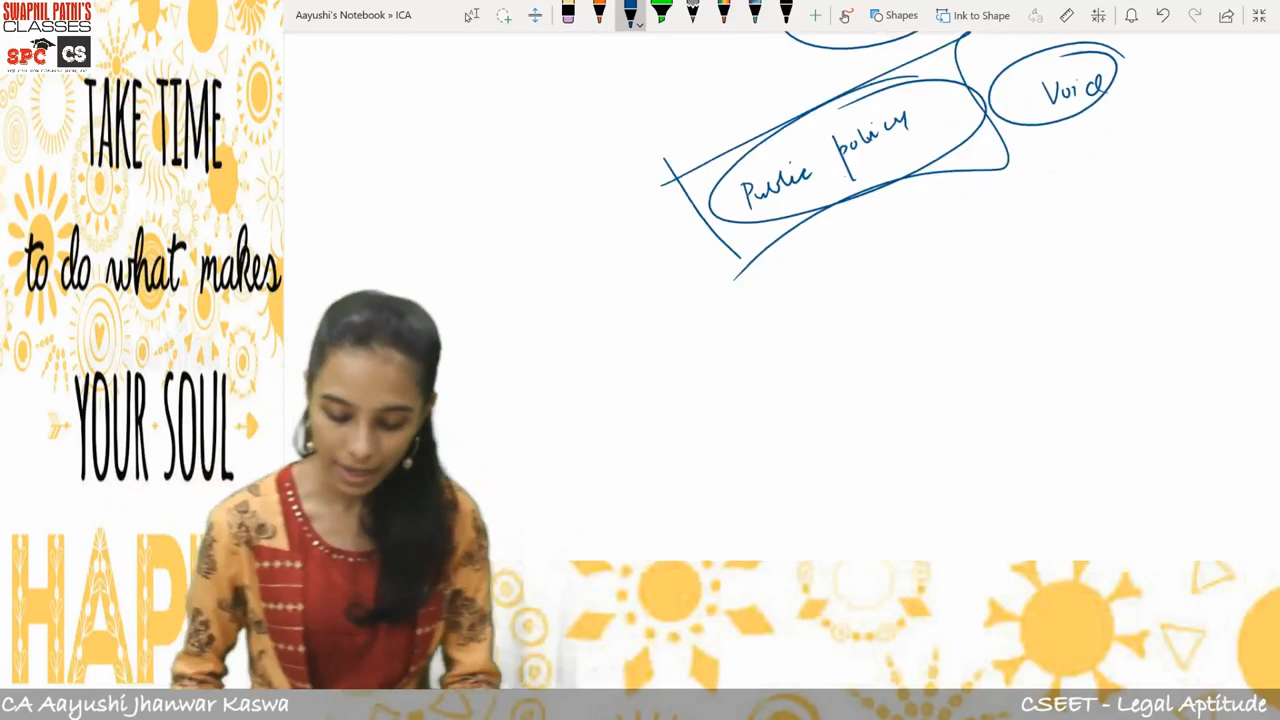 SWAPNIL PATNI'S
CLASSES
SPC CS
Aayushi's Notebook » ICA
Shapes
Ink to Shape
TAKE TIME
to do what makes
YOUR SOUL
HAP
Public policy
Void
CA Aayushi Jhanwar Kaswa
CSEET - Legal Aptitude